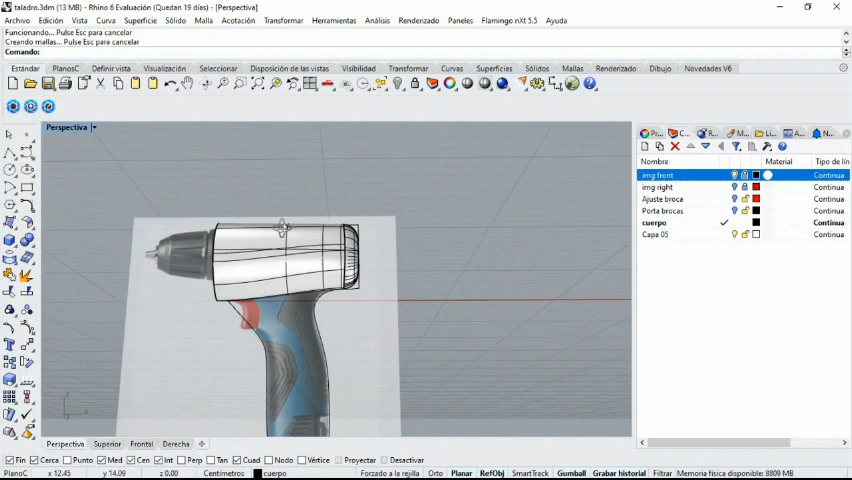 taladro.3dm (13 MB) - Rhino 6 Evaluación (Quedan 19 días) - [Perspectiva]
Archivo Edición Vista Curva Superficie Sólido Malla Acotación Transformar Herramientas Análisis Renderizado Paneles Flamingo nXt 5.5 Ayuda
Funcionando... Pulse Esc para cancelar
Creando mallas... Pulse Esc para cancelar
Comando:
Estándar PlanosC Definir vista Visualización Seleccionar Disposición de las vistas Visibilidad Transformar Curvas Superficies Sólidos Mallas Renderizado Dibujo Novedades V6
Perspectiva
Pr... C... R... M... Li... A... N...
Nombre Material Tipo de lín
img front Continua
img right Continua
Ajuste broca Continua
Porta brocas Continua
cuerpo Continua
Capa 05 Continua
Perspectiva Superior Frontal Derecha
Fin Cerca Punto Med Cen Int Perp Tan Cuad Nodo Vértice Proyectar Desactivar
PlanoC x 12.45 y 14.09 z 0.00 Centímetros cuerpo Forzado a la rejilla Orto Planar RefObj SmartTrack Gumball Grabar historial Filtrar Memoria física disponible: 8809 MB